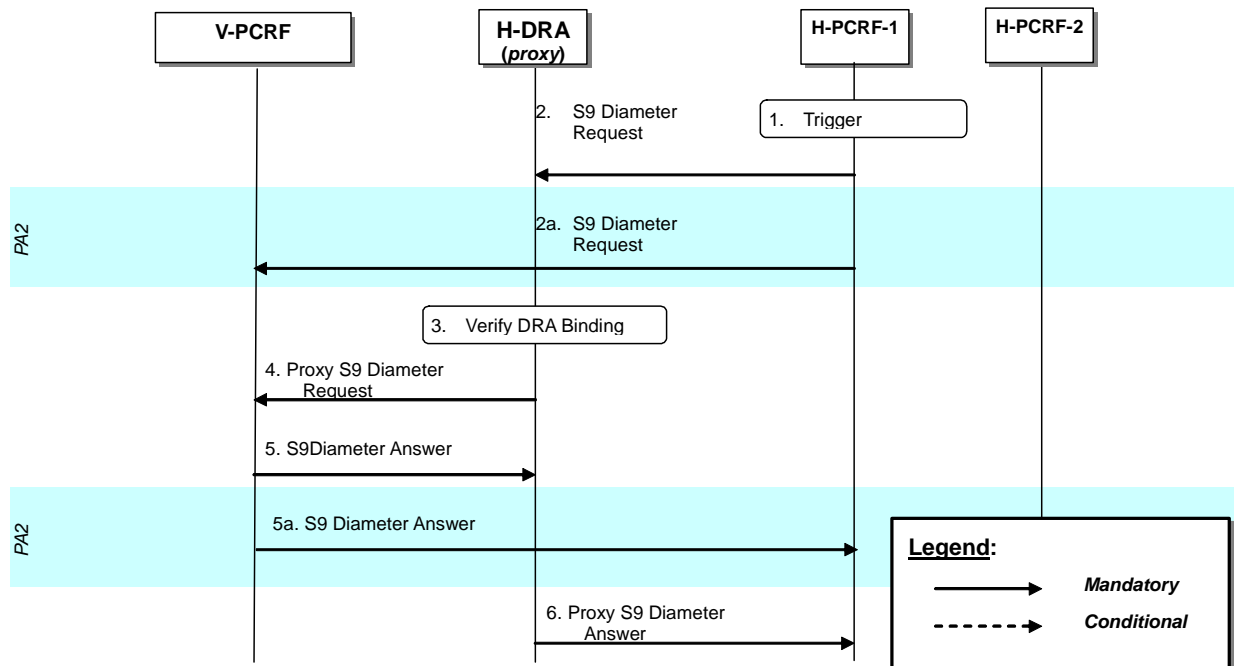 V-PCRF
H-DRA
(proxy)
H-PCRF-1
H-PCRF-2
2. S9 Diameter
Request
1. Trigger
PA2
2a. S9 Diameter
Request
3. Verify DRA Binding
4. Proxy S9 Diameter
Request
5. S9Diameter Answer
PA2
5a. S9 Diameter Answer
Legend:
Mandatory
Conditional
6. Proxy S9 Diameter
Answer